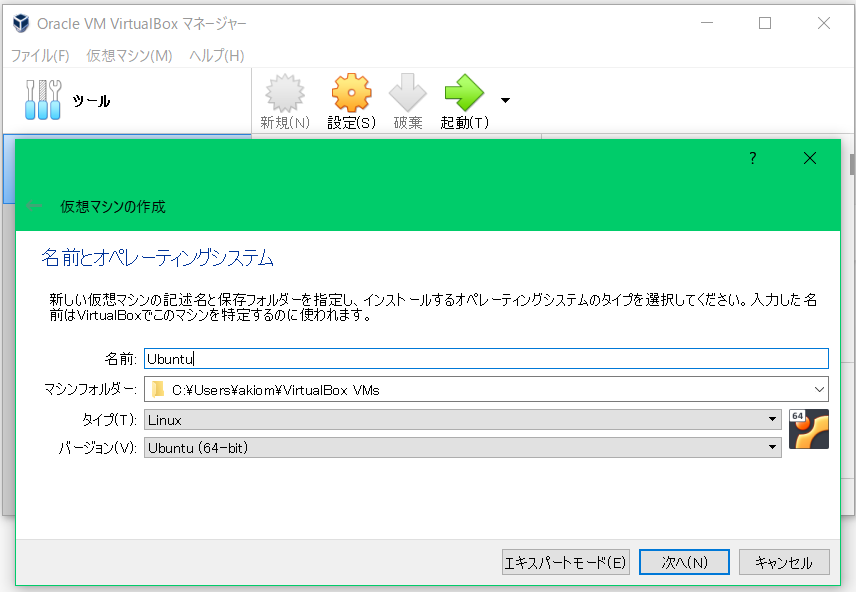 Oracle VM VirtualBox マネージャー
ファイル(F) 仮想マシン(M) ヘルプ(H)
ツール
新規(N) 設定(S) 破棄 起動(T)
?
仮想マシンの作成
名前とオペレーティングシステム
新しい仮想マシンの記述名と保存フォルダーを指定し、インストールするオペレーティングシステムのタイプを選択してください。入力した名
前はVirtualBoxでこのマシンを特定するのに使われます。
名前: Ubuntu
マシンフォルダー: C:¥Users¥akiom¥VirtualBox VMs
タイプ(T): Linux
64
バージョン(V): Ubuntu (64-bit)
エキスパートモード(E) 次へ(N) キャンセル